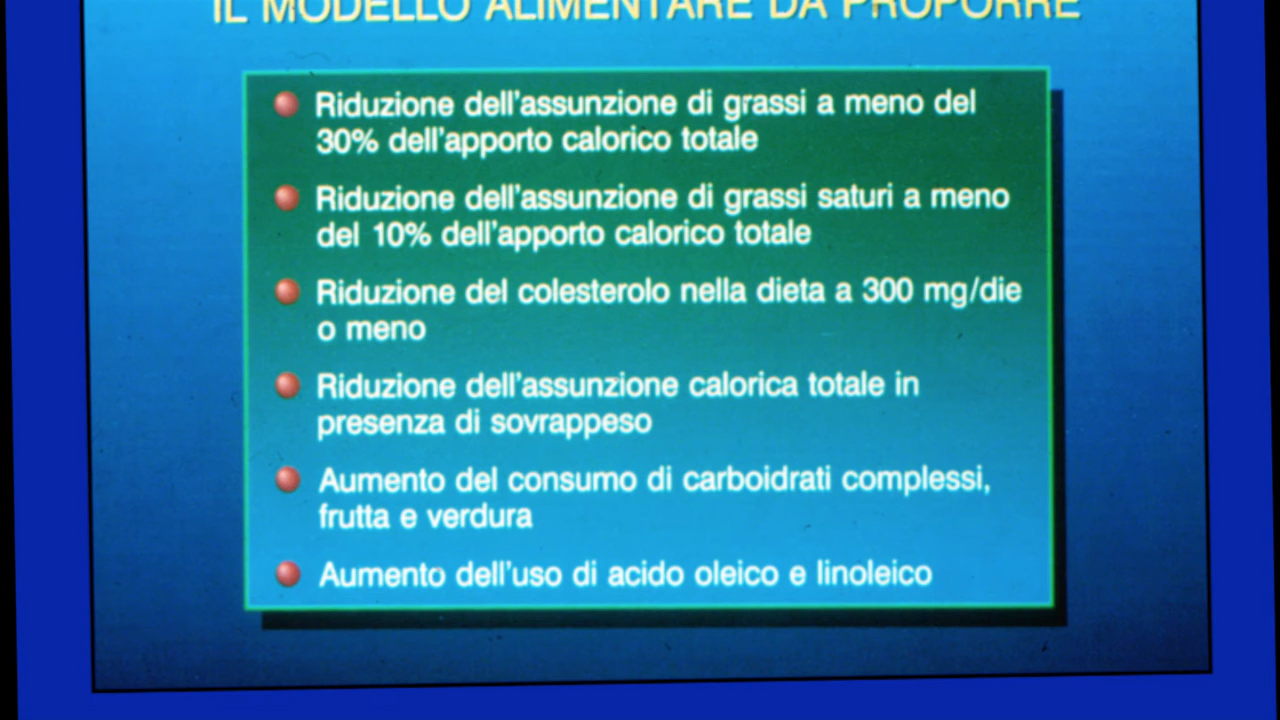 IL MODELLO ALIMENTARE DA PROPORRE
Riduzione dell'assunzione di grassi a meno del
30% dell'apporto calorico totale
Riduzione dell'assunzione di grassi saturi a meno
del 10% dell'apporto calorico totale
Riduzione del colesterolo nella dieta a 300 mg/die
o meno
Riduzione dell'assunzione calorica totale in
presenza di sovrappeso
Aumento del consumo di carboidrati complessi,
frutta e verdura
Aumento dell'uso di acido oleico e linoleico